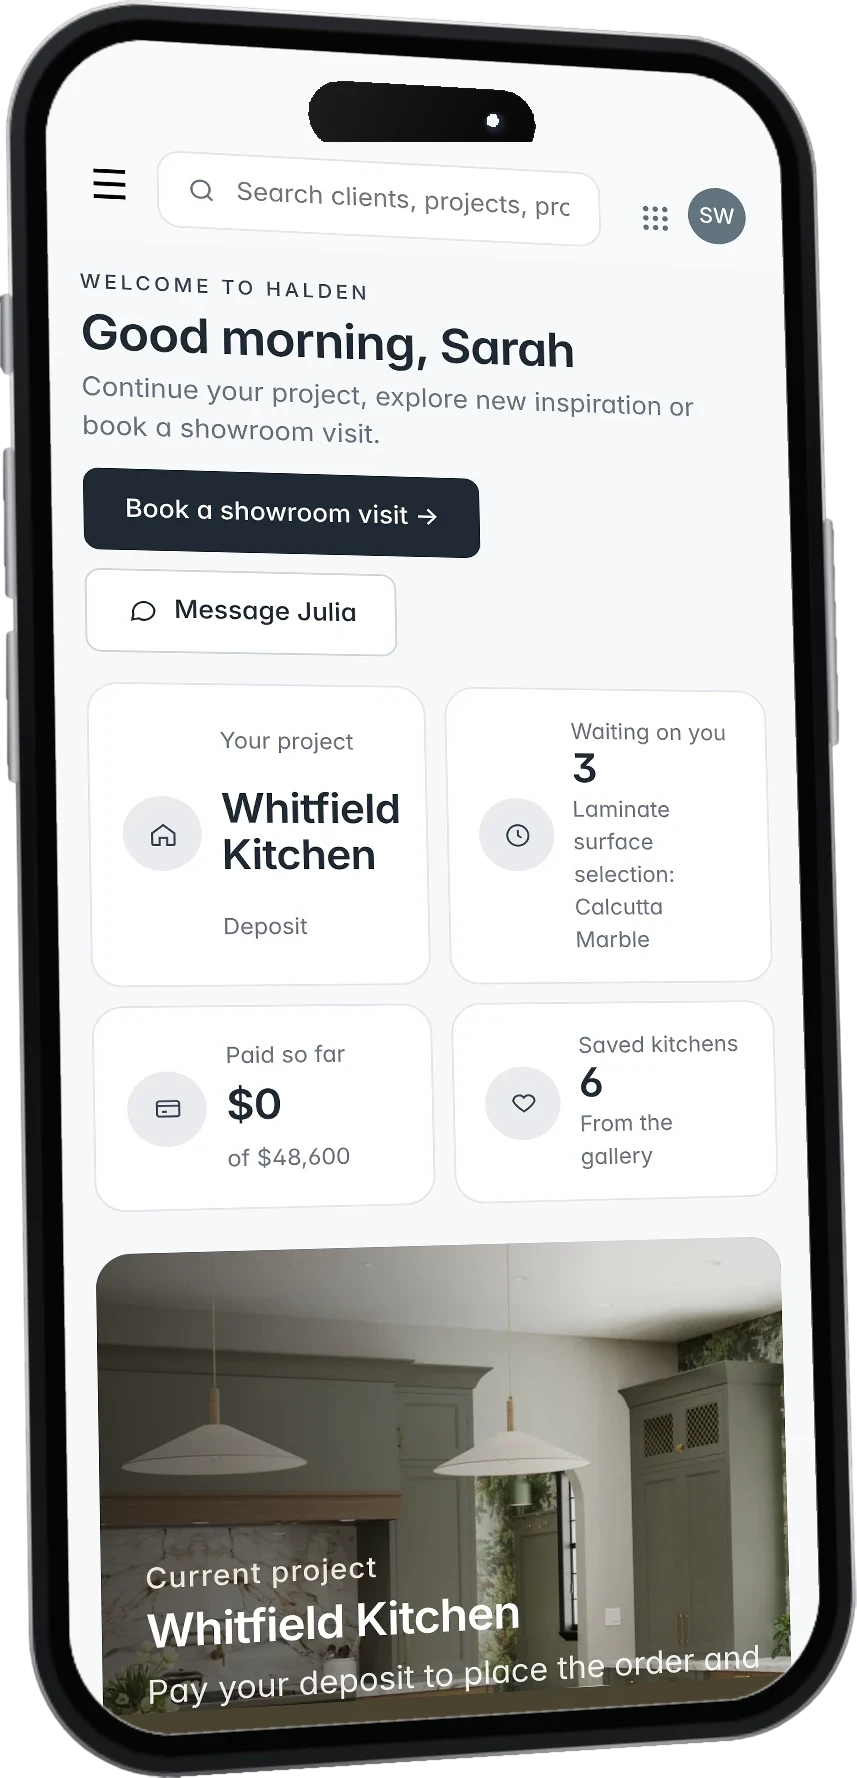 Search clients, projects, prc
SW
WELCOME TO HALDEN
Good morning, Sarah
Continue your project, explore new inspiration or
book a showroom visit.
Book a showroom visit →
Message Julia
Your project
Whitfield
Kitchen
Deposit
Waiting on you
3
Laminate
surface
selection:
Calcutta
Marble
Paid so far
$0
of $48,600
Saved kitchens
6
From the
gallery
Current project
Whitfield Kitchen
Pay your deposit to place the order and